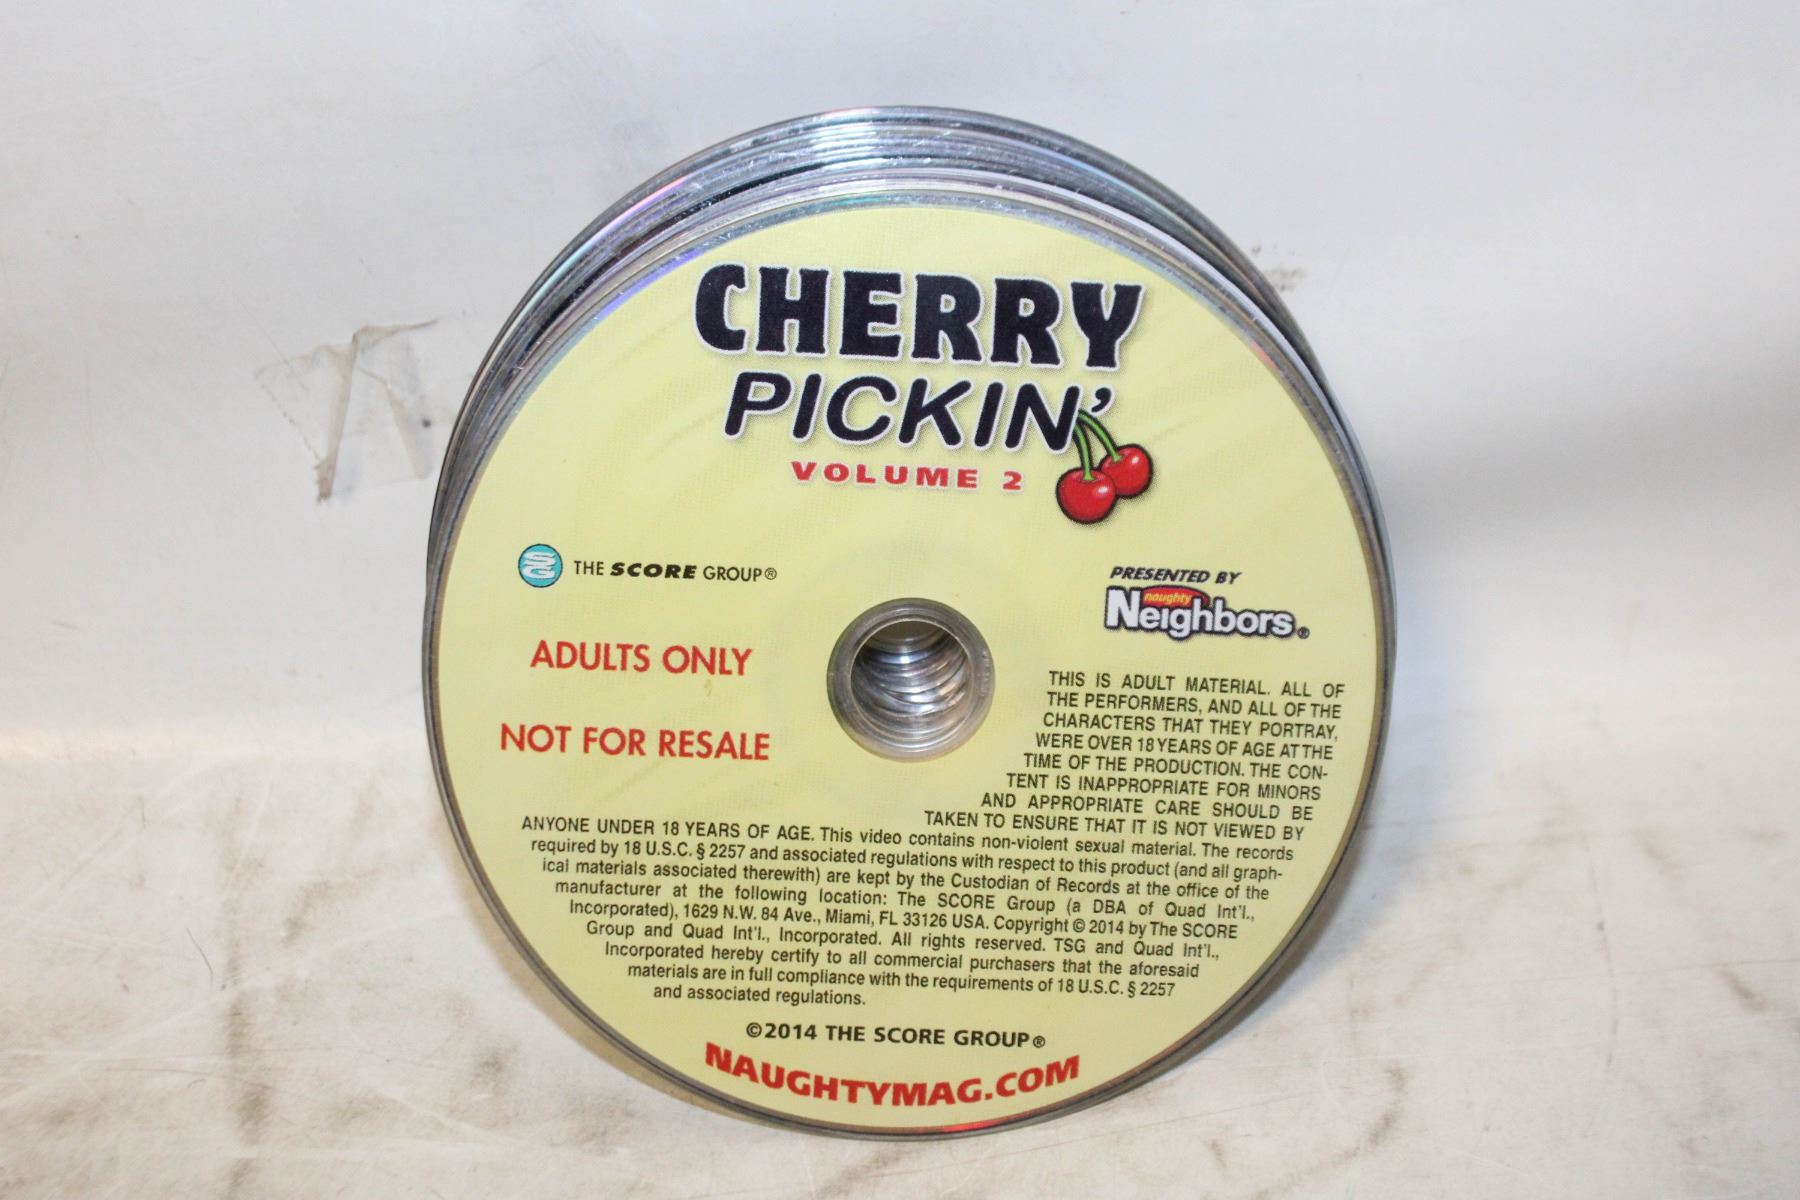 CHERRY
PICKIN'
VOLUME 2
SG THE SCORE GROUP®
PRESENTED BY
naughty
Neighbors®
ADULTS ONLY
NOT FOR RESALE
THIS IS ADULT MATERIAL. ALL OF
THE PERFORMERS, AND ALL OF THE
CHARACTERS THAT THEY PORTRAY,
WERE OVER 18 YEARS OF AGE AT THE
TIME OF THE PRODUCTION. THE CON-
TENT IS INAPPROPRIATE FOR MINORS
AND APPROPRIATE CARE SHOULD BE
TAKEN TO ENSURE THAT IT IS NOT VIEWED BY
ANYONE UNDER 18 YEARS OF AGE. This video contains non-violent sexual material. The records
required by 18 U.S.C. § 2257 and associated regulations with respect to this product (and all graph-
ical materials associated therewith) are kept by the Custodian of Records at the office of the
manufacturer at the following location: The SCORE Group (a DBA of Quad Int'l.,
Incorporated), 1629 N.W. 84 Ave., Miami, FL 33126 USA. Copyright © 2014 by The SCORE
Group and Quad Int'l., Incorporated. All rights reserved. TSG and Quad Int'l.,
Incorporated hereby certify to all commercial purchasers that the aforesaid
materials are in full compliance with the requirements of 18 U.S.C. § 2257
and associated regulations.
©2014 THE SCORE GROUP®
NAUGHTYMAG.COM